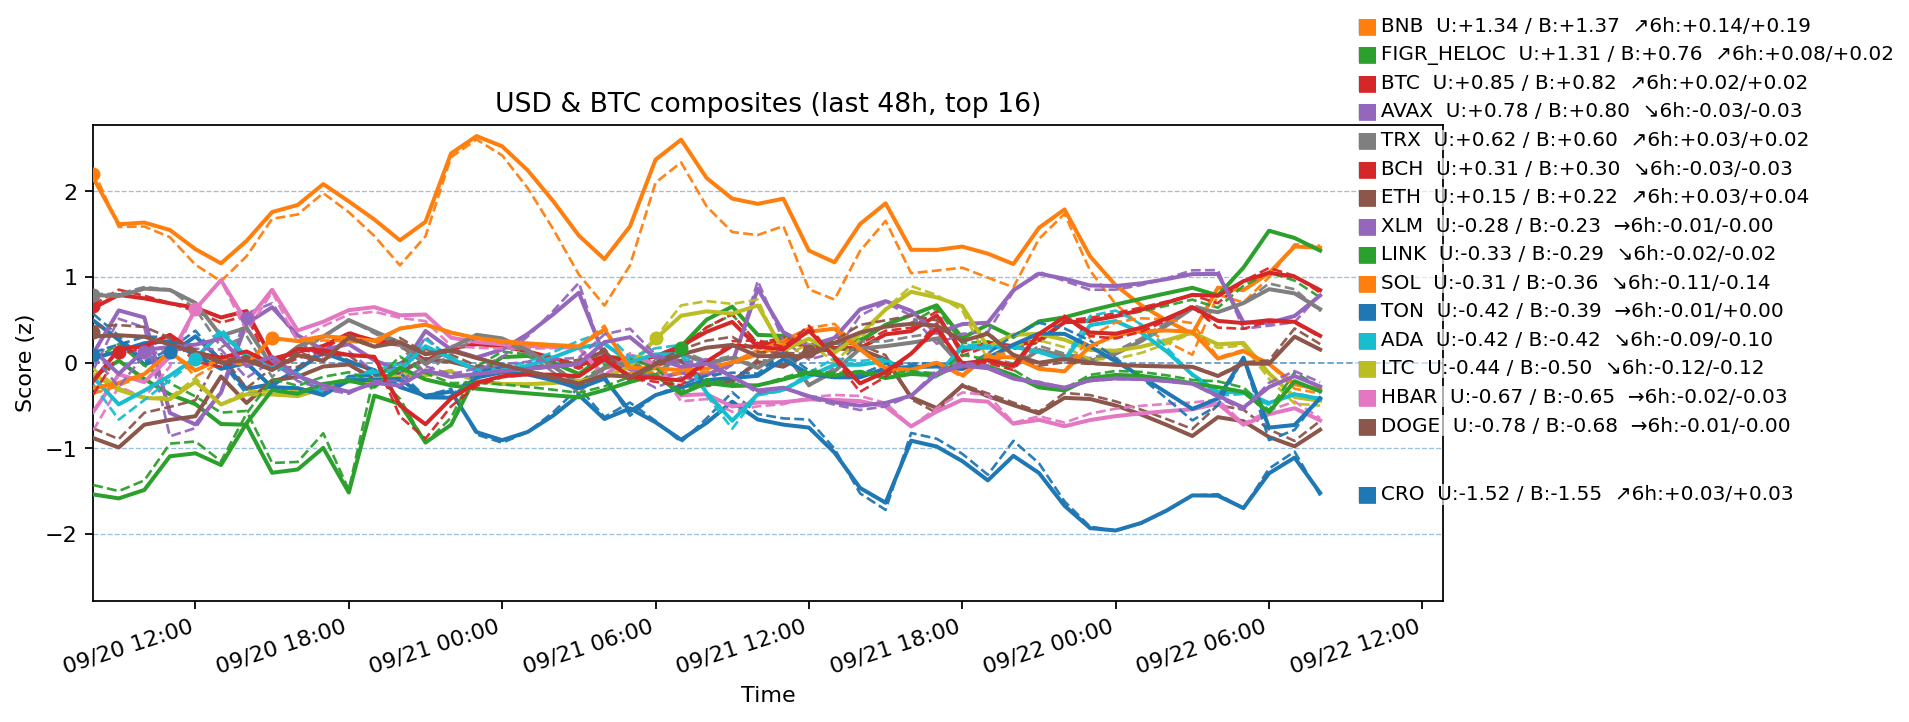 BNB U:+1.34 / B:+1.37 ↗6h:+0.14/+0.19
FIGR_HELOC U:+1.31 / B:+0.76 ↗6h:+0.08/+0.02
BTC U:+0.85 / B:+0.82 ↗6h:+0.02/+0.02
USD & BTC composites (last 48h, top 16)
AVAX U:+0.78 / B:+0.80 ↘6h:-0.03/-0.03
TRX U:+0.62 / B:+0.60 ↗6h:+0.03/+0.02
BCH U:+0.31 / B:+0.30 ↘6h:-0.03/-0.03
ETH U:+0.15 / B:+0.22 ↗6h:+0.03/+0.04
XLM U:-0.28 / B:-0.23 →6h:-0.01/-0.00
LINK U:-0.33 / B:-0.29 ↘6h:-0.02/-0.02
SOL U:-0.31 / B:-0.36 ↘6h:-0.11/-0.14
TON U:-0.42 / B:-0.39 →6h:-0.01/+0.00
ADA U:-0.42 / B:-0.42 ↘6h:-0.09/-0.10
LTC U:-0.44 / B:-0.50 ↘6h:-0.12/-0.12
HBAR U:-0.67 / B:-0.65 →6h:-0.02/-0.03
DOGE U:-0.78 / B:-0.68 →6h:-0.01/-0.00
CRO U:-1.52 / B:-1.55 ↗6h:+0.03/+0.03
Score (z)
2
1
0
−1
−2
09/20 12:00
09/20 18:00
09/21 00:00
09/21 06:00
09/21 12:00
09/21 18:00
09/22 00:00
09/22 06:00
09/22 12:00
Time